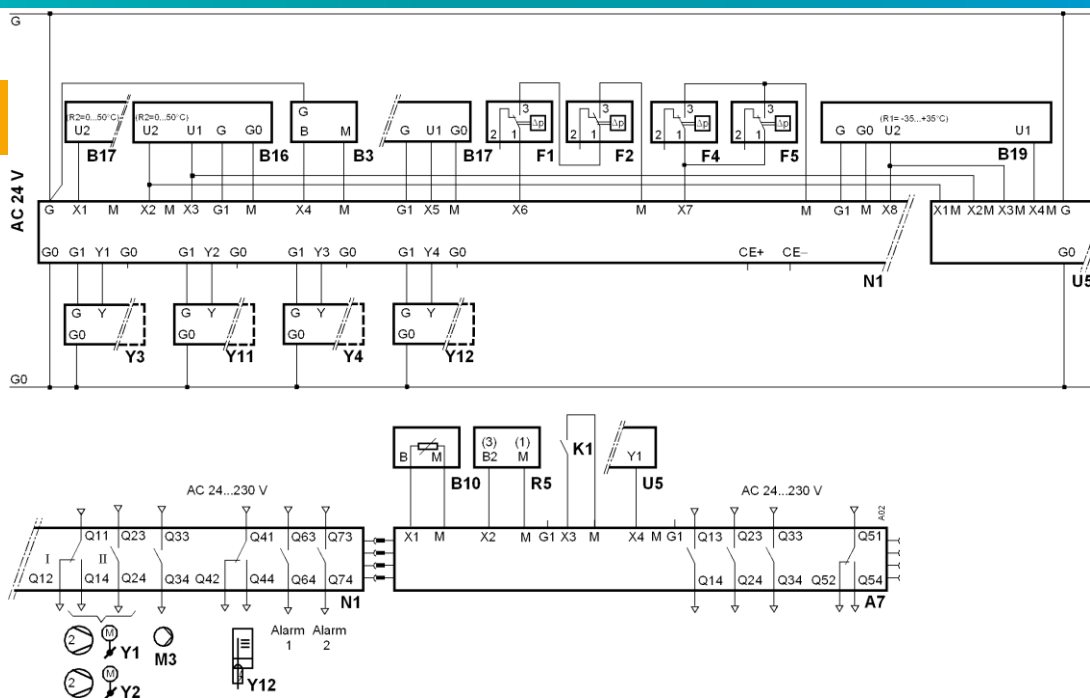 G
(R2=0...50°C) (R2=0...50°C) G (R1= -35...+35°C)
U2 U2 U1 G G0 B M G U1 G0 3 2 1 Δp 3 2 1 Δp 3 2 1 Δp 3 2 1 Δp G G0 U2 U1
B17 B16 B3 B17 F1 F2 F4 F5 B19
AC 24 V
G X1 M X2 M X3 G1 M X4 M G1 X5 M X6 M X7 M G1 M X8 X1 M X2 M X3 M X4 M G
G0 G1 Y1 G0 G1 Y2 G0 G1 Y3 G0 G1 Y4 G0 CE+ CE– G0
N1 U5
G Y G Y G Y G Y
G0 G0 G0 G0
Y3 Y11 Y4 Y12
G0
B M (3) (1) K1 Y1
B2 M
B10 R5 U5
AC 24...230 V AC 24...230 V
A02
Q11 Q23 Q33 Q41 Q63 Q73 X1 M X2 M G1 X3 M X4 M G1 Q13 Q23 Q33 Q51
I II
Q12 Q14 Q24 Q34 Q42 Q44 Q64 Q74 Q14 Q24 Q34 Q52 Q54
N1 A7
2 M Y1 M3 Alarm Alarm
1 2
Y12
2 M Y2